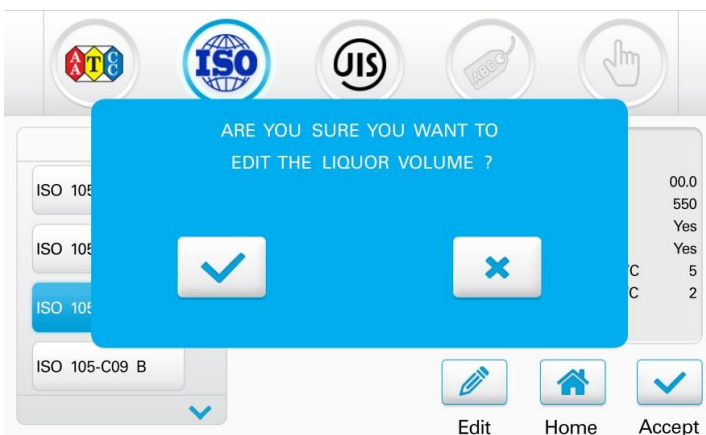 AATCC
ISO
JIS
ABC
ARE YOU SURE YOU WANT TO
EDIT THE LIQUOR VOLUME ?
ISO 105
ISO 105
ISO 105
ISO 105-C09 B
00.0
550
Yes
Yes
°C 5
°C 2
Edit
Home
Accept